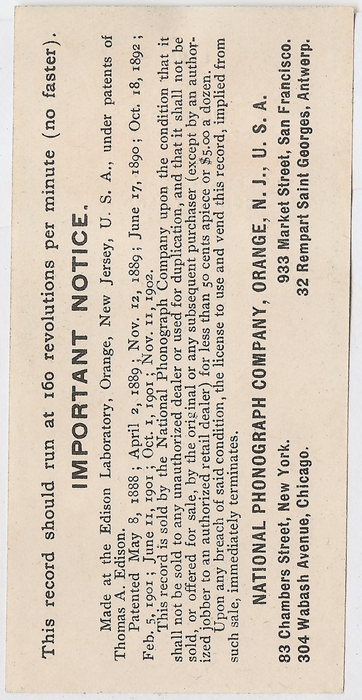 This record should run at 160 revolutions per minute (no faster).
IMPORTANT NOTICE.
Made at the Edison Laboratory, Orange, New Jersey, U. S. A., under patents of
Thomas A. Edison.
Patented May 8, 1888; April 2, 1889; Nov. 12, 1889; June 17, 1890; Oct. 18, 1892;
Feb. 5, 1901; June 11, 1901; Oct. 1, 1901; Nov. 11, 1902.
This record is sold by the National Phonograph Company upon the condition that it
shall not be sold to any unauthorized dealer or used for duplication, and that it shall not be
sold, or offered for sale, by the original or any subsequent purchaser (except by an author-
ized jobber to an authorized retail dealer) for less than 50 cents apiece or $5.00 a dozen.
Upon any breach of said condition, the license to use and vend this record, implied from
such sale, immediately terminates.
NATIONAL PHONOGRAPH COMPANY, ORANGE, N. J., U. S. A.
83 Chambers Street, New York. 933 Market Street, San Francisco.
304 Wabash Avenue, Chicago. 32 Rempart Saint Georges, Antwerp.